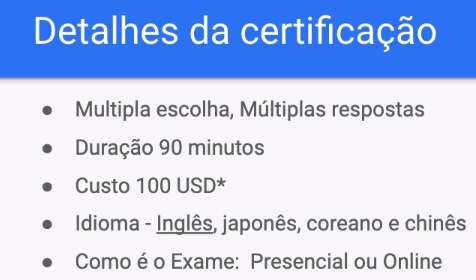 Detalhes da certificação
● Multipla escolha, Múltiplas respostas
● Duração 90 minutos
● Custo 100 USD*
● Idioma - Inglês, japonês, coreano e chinês
● Como é o Exame: Presencial ou Online